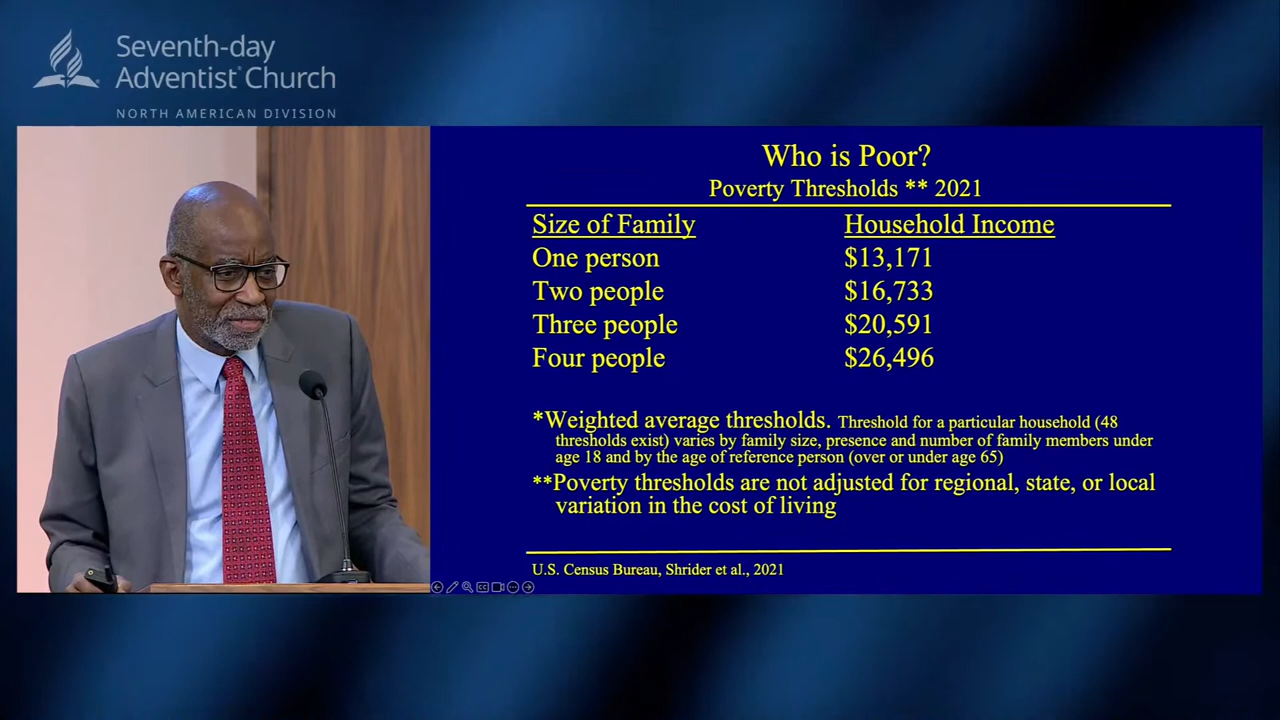 Seventh-day
Adventist® Church
NORTH AMERICAN DIVISION
Who is Poor?
Poverty Thresholds ** 2021
Size of Family Household Income
One person $13,171
Two people $16,733
Three people $20,591
Four people $26,496
*Weighted average thresholds. Threshold for a particular household (48
thresholds exist) varies by family size, presence and number of family members under
age 18 and by the age of reference person (over or under age 65)
**Poverty thresholds are not adjusted for regional, state, or local
variation in the cost of living
U.S. Census Bureau, Shrider et al., 2021